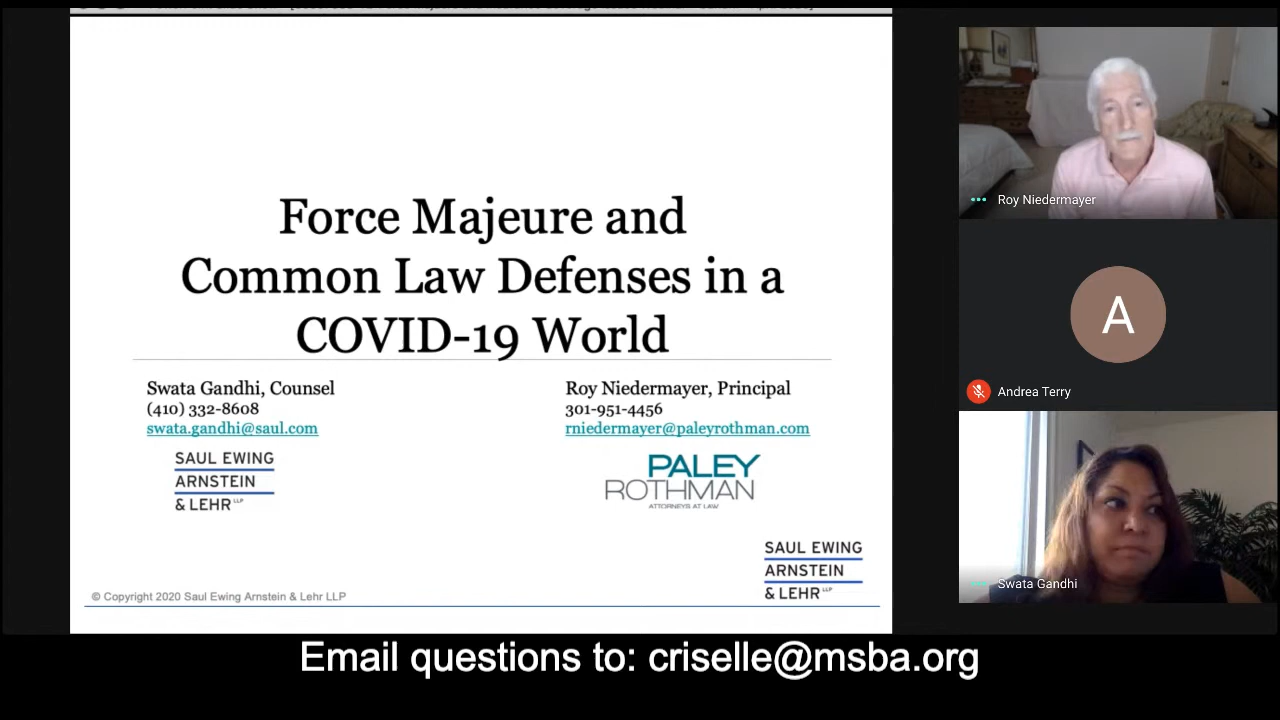 Force Majeure and
Common Law Defenses in a
COVID-19 World
Swata Gandhi, Counsel
(410) 332-8608
swata.gandhi@saul.com
SAUL EWING
ARNSTEIN
& LEHR LLP
Roy Niedermayer, Principal
301-951-4456
rniedermayer@paleyrothman.com
PALEY
ROTHMAN
ATTORNEYS AT LAW
SAUL EWING
ARNSTEIN
& LEHR LLP
© Copyright 2020 Saul Ewing Arnstein & Lehr LLP
Roy Niedermayer
A
Andrea Terry
Swata Gandhi
Email questions to: criselle@msba.org